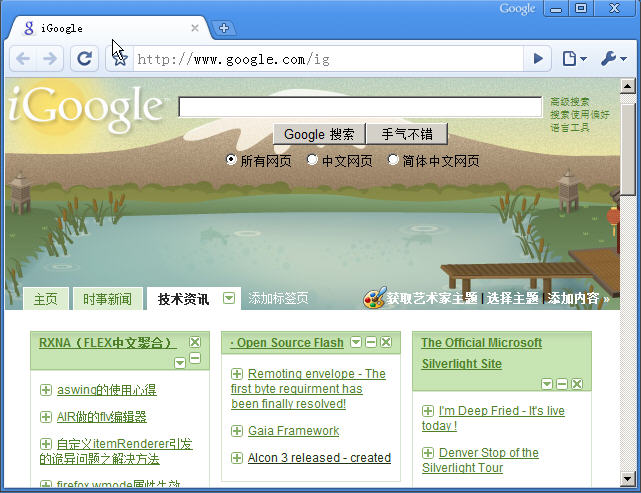 Google
iGoogle
http://www.google.com/ig
iGoogle
高级搜索
搜索使用偏好
语言工具
Google 搜索
手气不错
所有网页
中文网页
简体中文网页
主页
时事新闻
技术资讯
添加标签页
获取艺术家主题 | 选择主题 | 添加内容 »
RXNA（FLEX中文聚合）
aswing的使用心得
AIR做的flv编辑器
自定义itemRenderer引发
的诡异问题之解决方法
firefox wmode属性失效
· Open Source Flash
Remoting envelope - The
first byte requirment has
been finally resolved!
Gaia Framework
Alcon 3 released - created
The Official Microsoft
Silverlight Site
I'm Deep Fried - It's live
today !
Denver Stop of the
Silverlight Tour